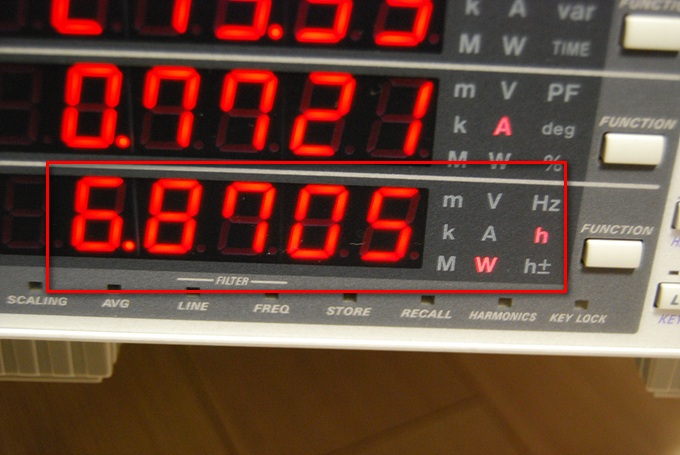 k A var
M W TIME
0.7721
m V PF
k A deg
M W %
FUNCTION
6.8705
m V Hz
k A h
M W h±
FUNCTION
FILTER
SCALING AVG LINE FREQ STORE RECALL HARMONICS KEY LOCK